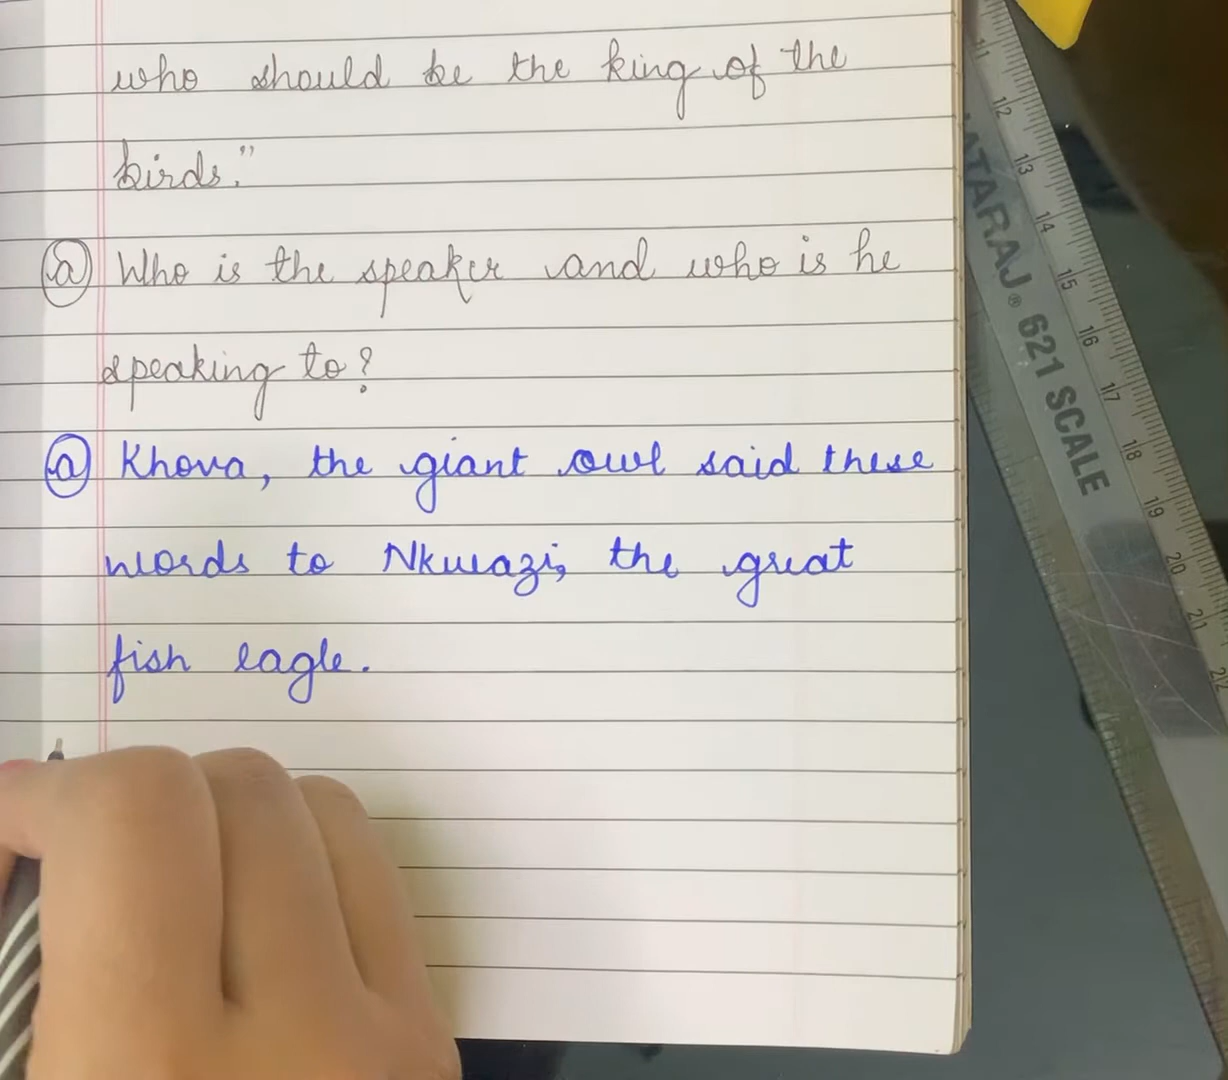 who should be the king of the
birds."
(a) Who is the speaker and who is he
speaking to?
(a) Khova, the giant owl said these
words to Nkwazi, the great
fish eagle.
ATARAJ® 621 SCALE
11 12 13 14 15 16 17 18 19 20 21 22